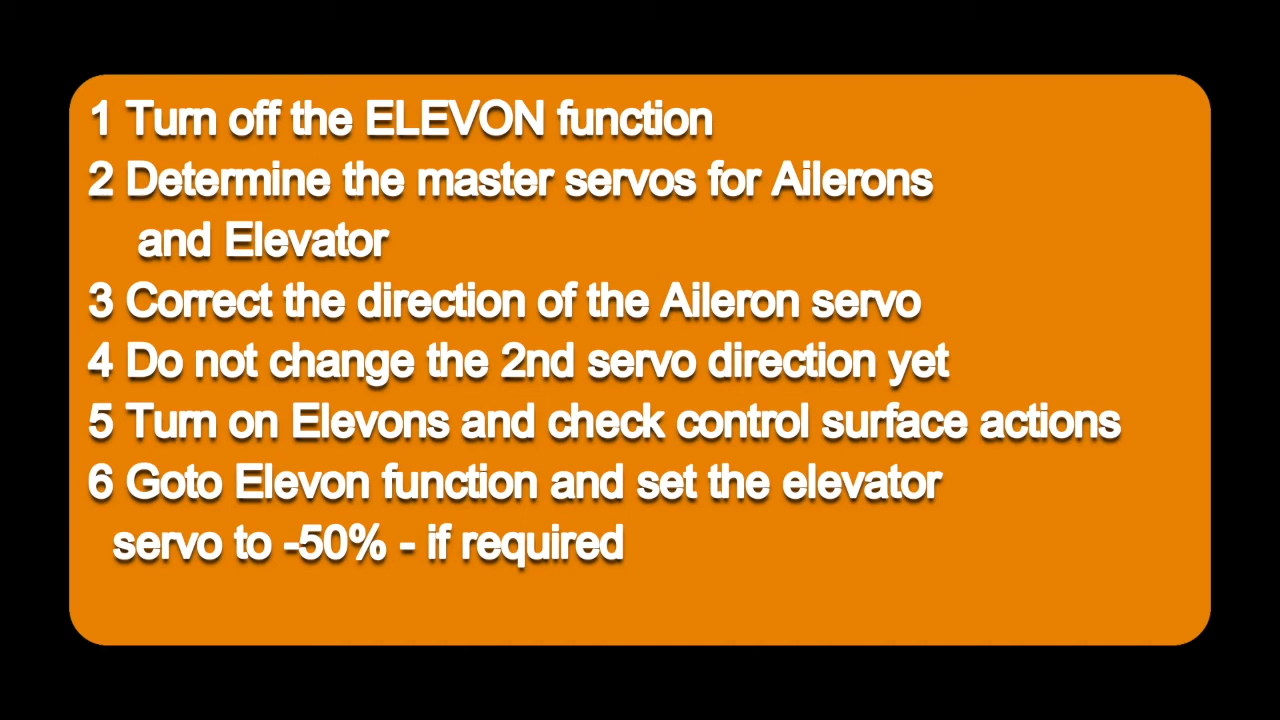 1 Turn off the ELEVON function
2 Determine the master servos for Ailerons
and Elevator
3 Correct the direction of the Aileron servo
4 Do not change the 2nd servo direction yet
5 Turn on Elevons and check control surface actions
6 Goto Elevon function and set the elevator
servo to -50% - if required